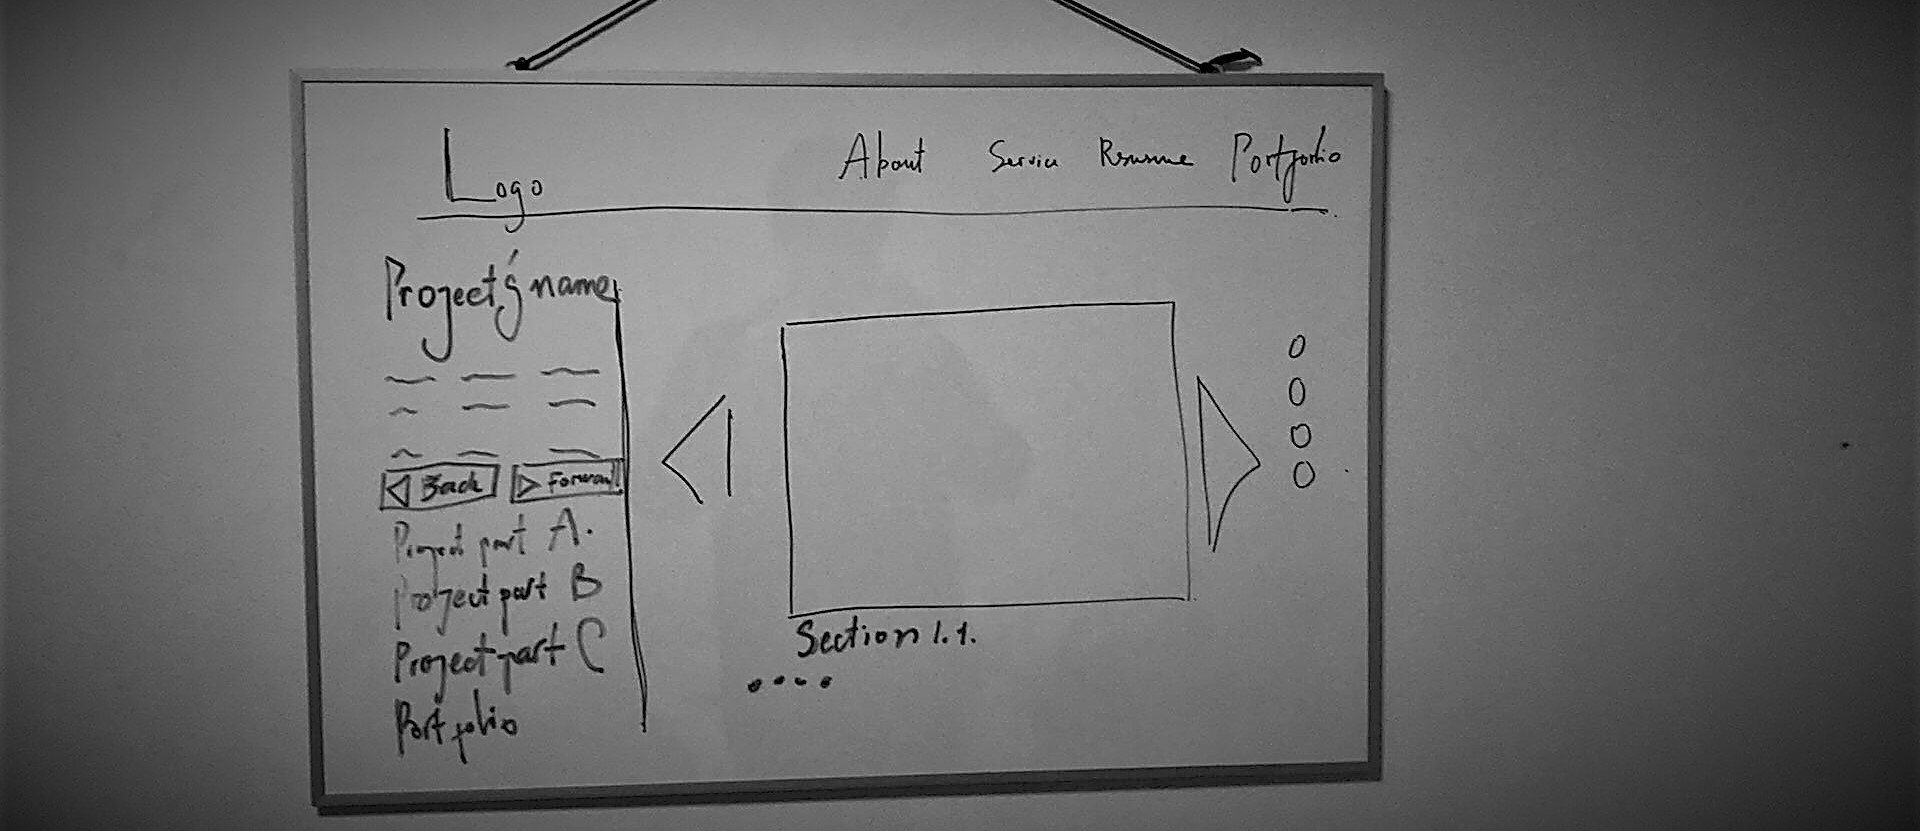 Logo
About Service Resume Portfolio
Project's name
Back Forward
Project part A.
Project part B
Project part C
Portfolio
Section 1.1.